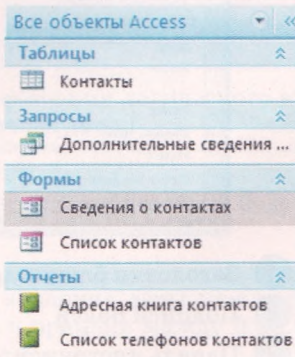 Все объекты Access
Таблицы
Контакты
Запросы
Дополнительные сведения ...
Формы
Сведения о контактах
Список контактов
Отчеты
Адресная книга контактов
Список телефонов контактов